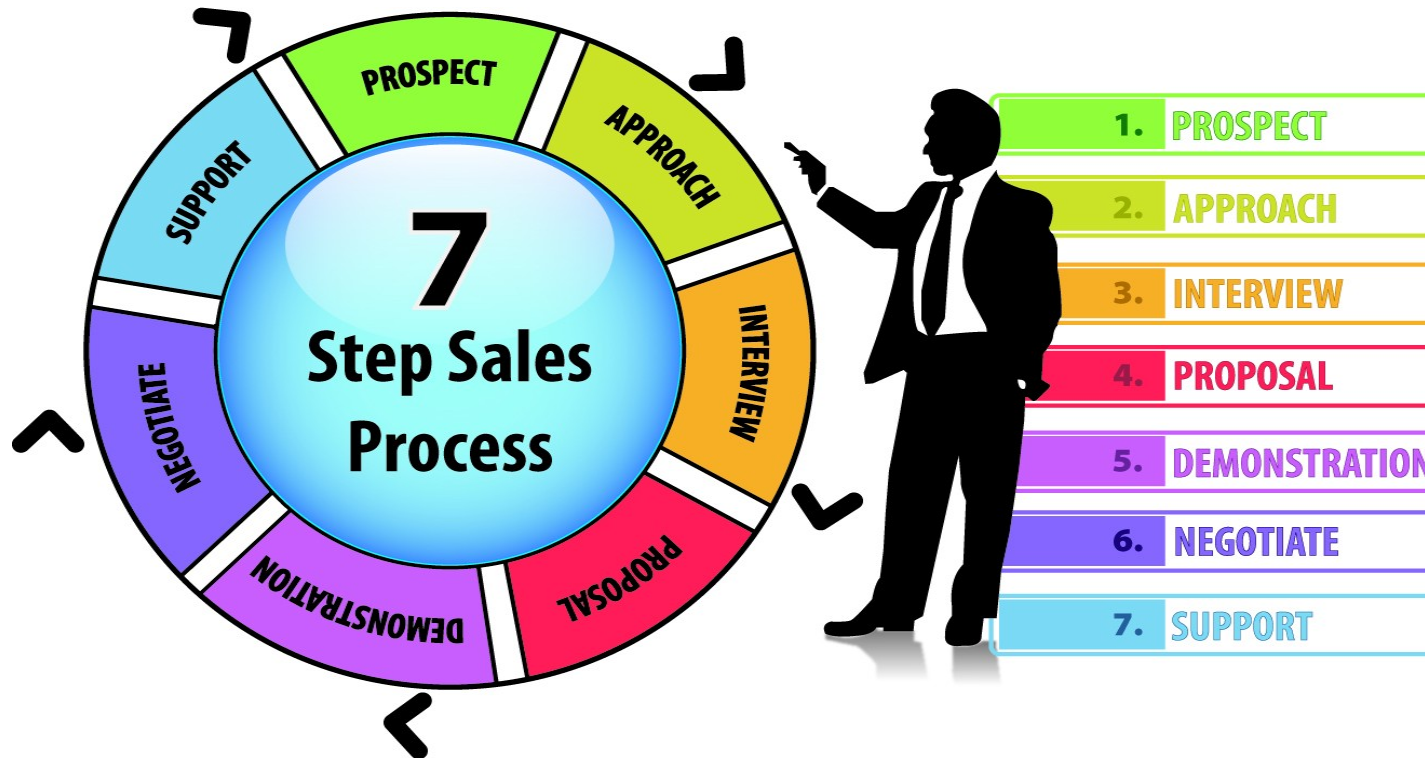 PROSPECT
APPROACH
INTERVIEW
PROPOSAL
DEMONSTRATION
NEGOTIATE
SUPPORT
7
Step Sales
Process
1. PROSPECT
2. APPROACH
3. INTERVIEW
4. PROPOSAL
5. DEMONSTRATION
6. NEGOTIATE
7. SUPPORT